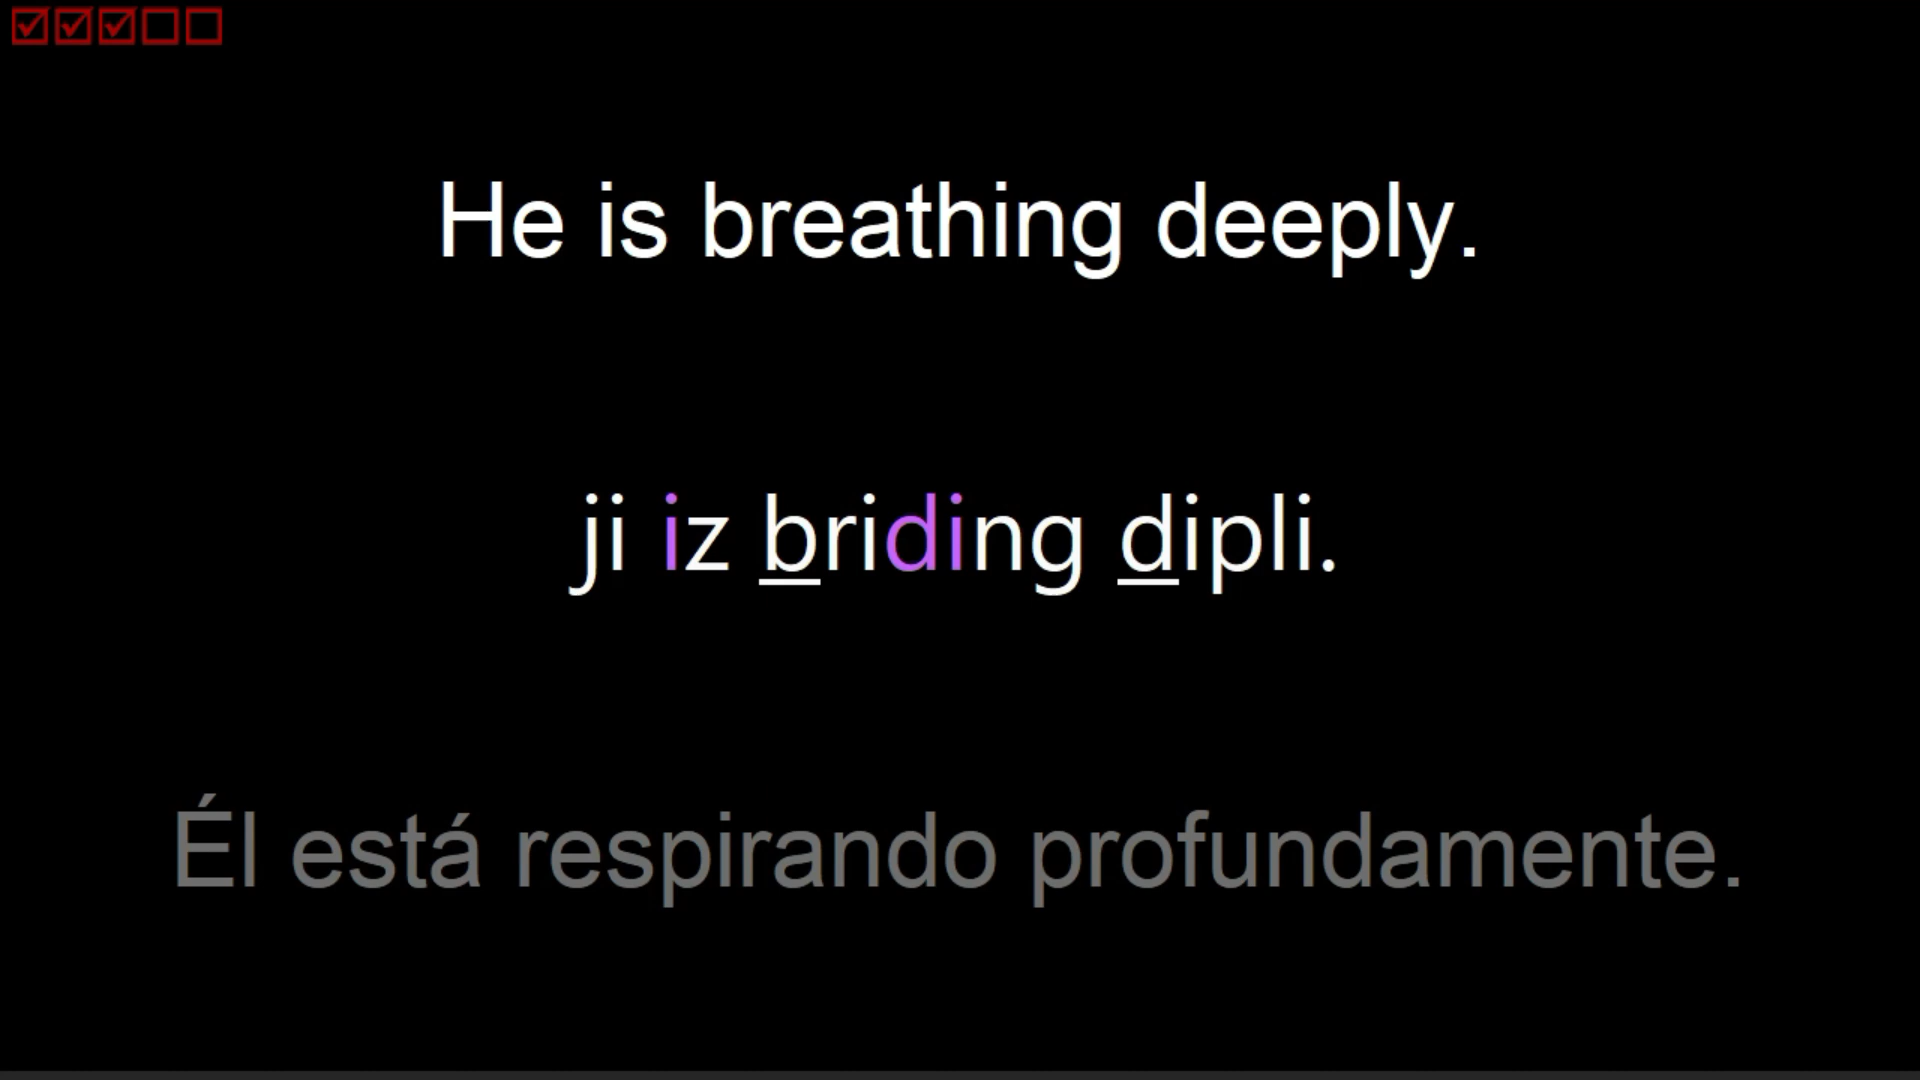 He is breathing deeply.
ji iz briding dipli.
Él está respirando profundamente.